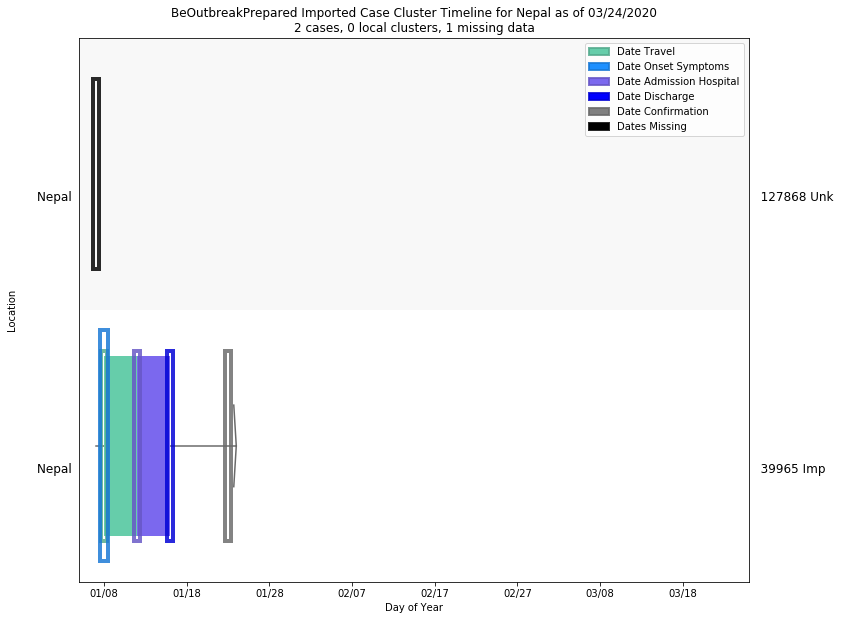 BeOutbreakPrepared Imported Case Cluster Timeline for Nepal as of 03/24/2020
2 cases, 0 local clusters, 1 missing data
Date Travel
Date Onset Symptoms
Date Admission Hospital
Date Discharge
Date Confirmation
Dates Missing
Nepal
127868 Unk
Location
Nepal
39965 Imp
01/08
01/18
01/28
02/07
02/17
02/27
03/08
03/18
Day of Year